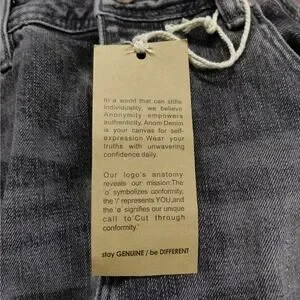 In a world that can stifle
individuality, we believe
Anonymity empowers
authenticity, Anom Denim
is your canvas for self-
expression.Wear your
truths with unwavering
confidence daily.
Our logo's anatomy
reveals our mission:The
'o' symbolizes conformity,
the '/' represents YOU,and
the 'ø' signifies our unique
call to'Cut through
conformity.'
stay GENUINE / be DIFFERENT